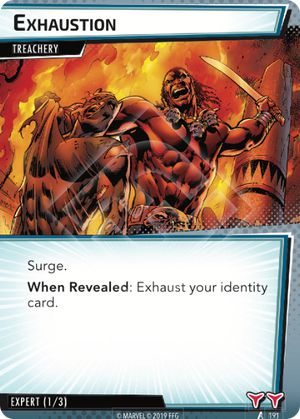 EXHAUSTION
TREACHERY
Surge.
When Revealed: Exhaust your identity
card.
EXPERT (1/3)
© MARVEL © 2019 FFG
191